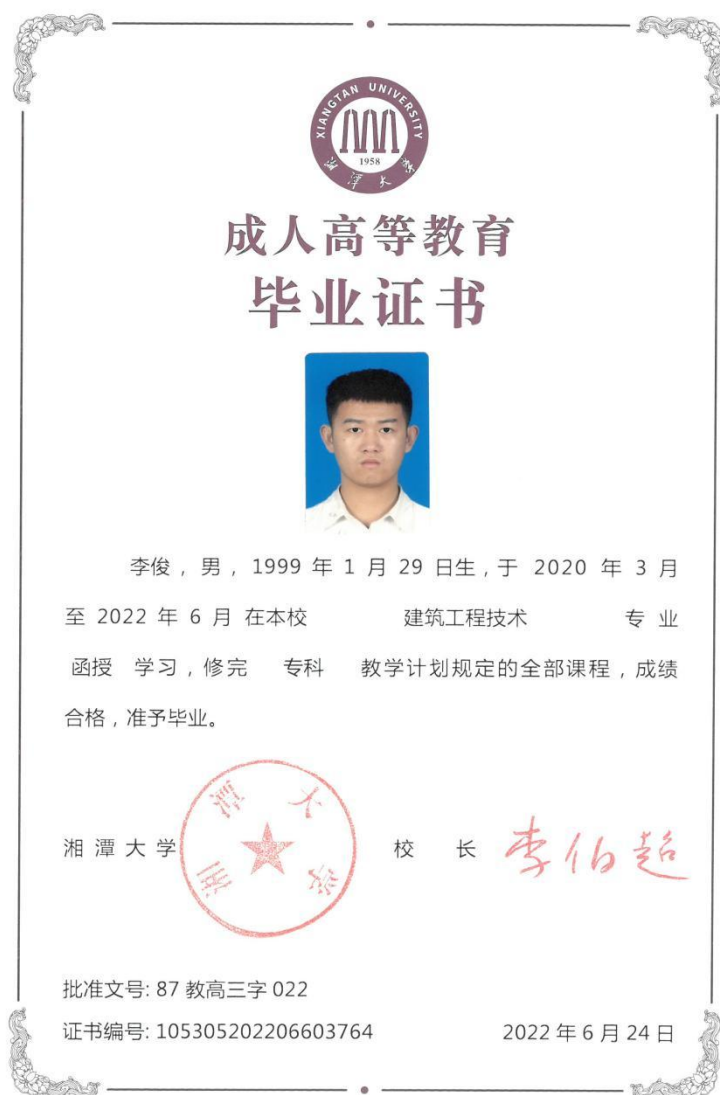 XIANGTAN UNIVERSITY
1958
湘潭大学
成人高等教育
毕业证书
李俊，男，1999 年 1 月 29 日生，于 2020 年 3 月
至 2022 年 6 月 在本校 建筑工程技术 专 业
函授 学习，修完 专科 教学计划规定的全部课程，成绩
合格，准予毕业。
湘潭大学
湘 潭 大 学 校 长 李伯超
批准文号: 87 教高三字 022
证书编号: 105305202206603764 2022 年 6 月 24 日